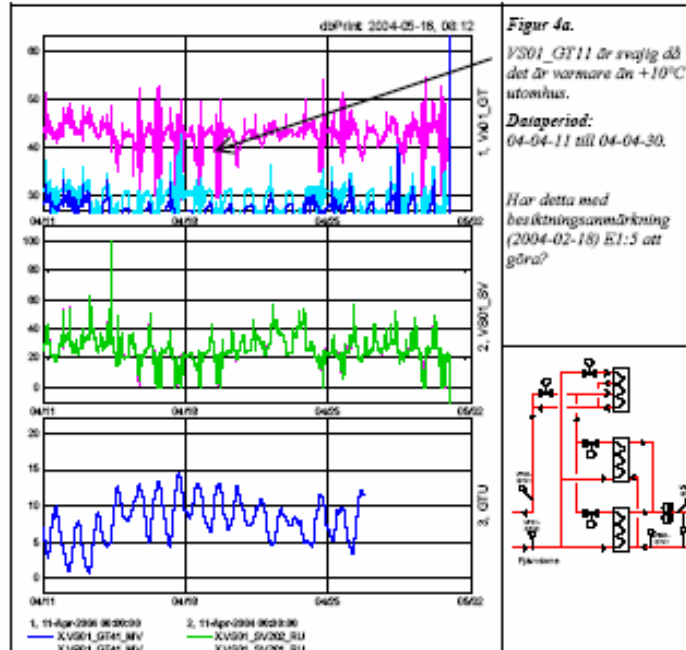 dbPrint 2004-05-16, 08:12
60
50
40
30
04/11
04/18
04/25
05/02
1, VS01_GT
100
80
60
40
20
0
04/11
04/18
04/25
05/02
2, VS01_SV
20
15
10
5
0
04/11
04/18
04/25
05/02
3, GTU
1, 11-Apr-2004 00:00:00
X.VS01_GT41_MV
X.VS01_GT41_MV
2, 11-Apr-2004 00:00:00
X.VS01_SV202_RU
X.VS01_SV201_RU
Figur 4a.
VS01_GT11 är svajig då
det är varmare än +10°C
utomhus.
Dataperiod:
04-04-11 till 04-04-30.
Har detta med
besiktningsanmärkning
(2004-02-18) E1:5 att
göra?
Fjärrvärme